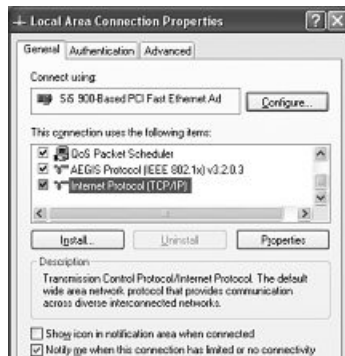 Local Area Connection Properties
General Authentication Advanced
Connect using:
SiS 900-Based PCI Fast Ethernet Ad Configure...
This connection uses the following items:
QoS Packet Scheduler
AEGIS Protocol (IEEE 802.1x) v3.2.0.3
Internet Protocol (TCP/IP)
Install... Uninstall Properties
Description
Transmission Control Protocol/Internet Protocol. The default
wide area network protocol that provides communication
across diverse interconnected networks.
Show icon in notification area when connected
Notify me when this connection has limited or no connectivity